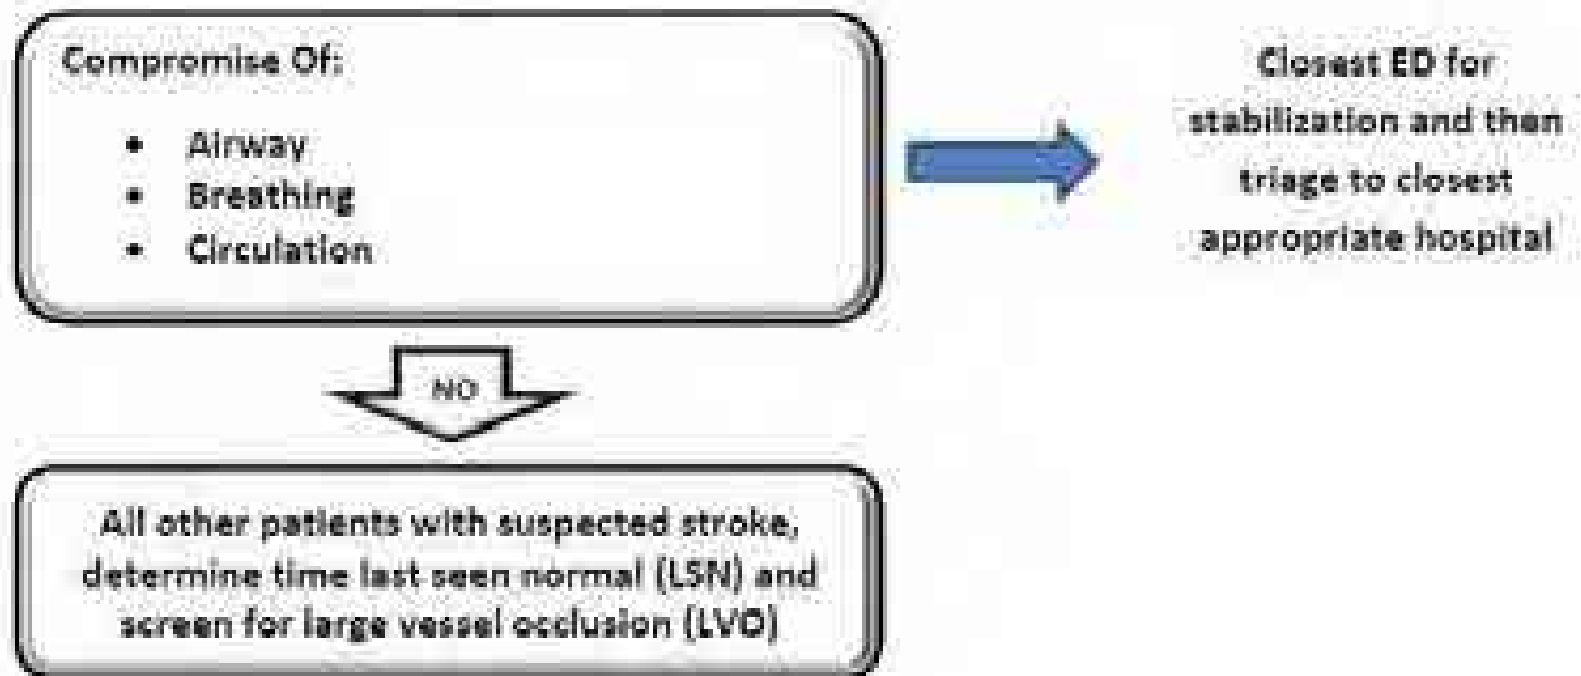 Compromise Of:
• Airway
• Breathing
• Circulation
Closest ED for
stabilization and then
triage to closest
appropriate hospital
NO
All other patients with suspected stroke,
determine time last seen normal (LSN) and
screen for large vessel occlusion (LVO)